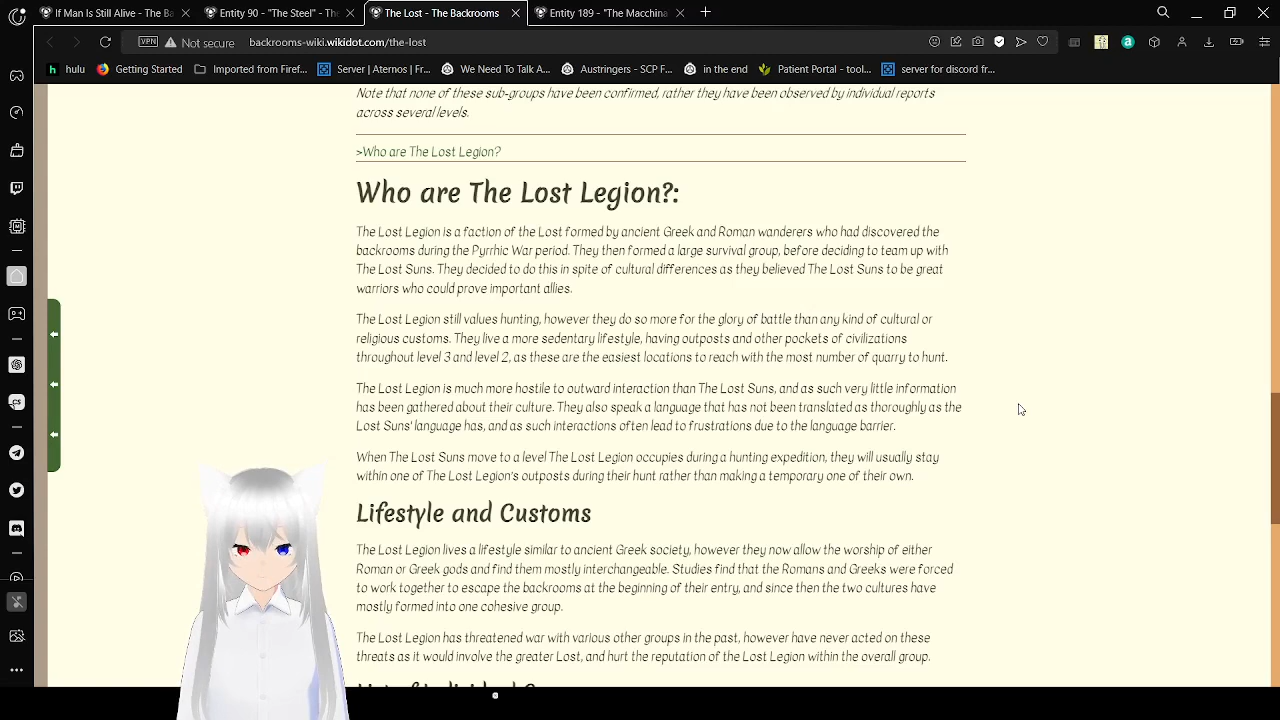 If Man Is Still Alive - The Ba
Entity 90 - "The Steel" - The
The Lost - The Backrooms
Entity 189 - "The Macchina
VPN
Not secure
backrooms-wiki.wikidot.com/the-lost
hulu
Getting Started
Imported from Firef...
Server | Aternos | Fr...
We Need To Talk A...
Austringers - SCP F...
in the end
Patient Portal - tool...
server for discord fr...
Note that none of these sub-groups have been confirmed, rather they have been observed by individual reports
across several levels.
>Who are The Lost Legion?
Who are The Lost Legion?:
The Lost Legion is a faction of the Lost formed by ancient Greek and Roman wanderers who had discovered the
backrooms during the Pyrrhic War period. They then formed a large survival group, before deciding to team up with
The Lost Suns. They decided to do this in spite of cultural differences as they believed The Lost Suns to be great
warriors who could prove important allies.
The Lost Legion still values hunting, however they do so more for the glory of battle than any kind of cultural or
religious customs. They live a more sedentary lifestyle, having outposts and other pockets of civilizations
throughout level 3 and level 2, as these are the easiest locations to reach with the most number of quarry to hunt.
The Lost Legion is much more hostile to outward interaction than The Lost Suns, and as such very little information
has been gathered about their culture. They also speak a language that has not been translated as thoroughly as the
Lost Suns' language has, and as such interactions often lead to frustrations due to the language barrier.
When The Lost Suns move to a level The Lost Legion occupies during a hunting expedition, they will usually stay
within one of The Lost Legion's outposts during their hunt rather than making a temporary one of their own.
Lifestyle and Customs
The Lost Legion lives a lifestyle similar to ancient Greek society, however they now allow the worship of either
Roman or Greek gods and find them mostly interchangeable. Studies find that the Romans and Greeks were forced
to work together to escape the backrooms at the beginning of their entry, and since then the two cultures have
mostly formed into one cohesive group.
The Lost Legion has threatened war with various other groups in the past, however have never acted on these
threats as it would involve the greater Lost, and hurt the reputation of the Lost Legion within the overall group.